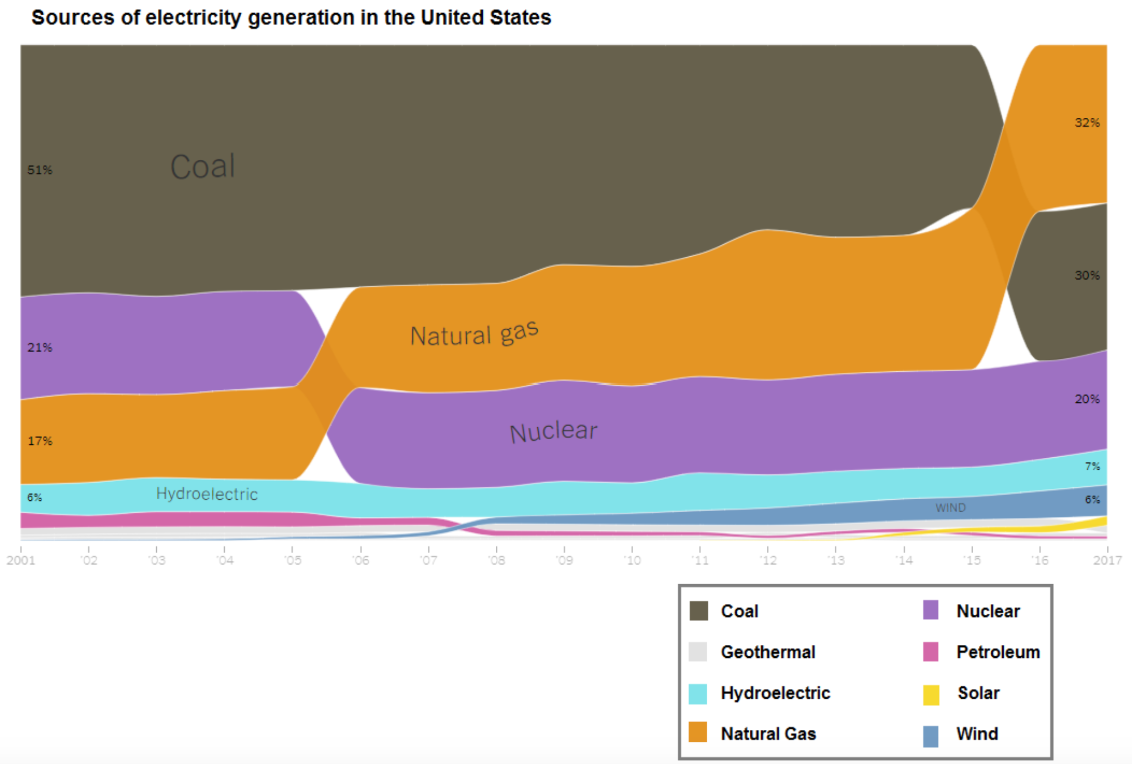 Sources of electricity generation in the United States
51%
Coal
21%
17%
6%
Hydroelectric
Natural gas
Nuclear
WIND
32%
30%
20%
7%
6%
2001 '02 '03 '04 '05 '06 '07 '08 '09 '10 '11 '12 '13 '14 '15 '16 2017
Coal Nuclear
Geothermal Petroleum
Hydroelectric Solar
Natural Gas Wind